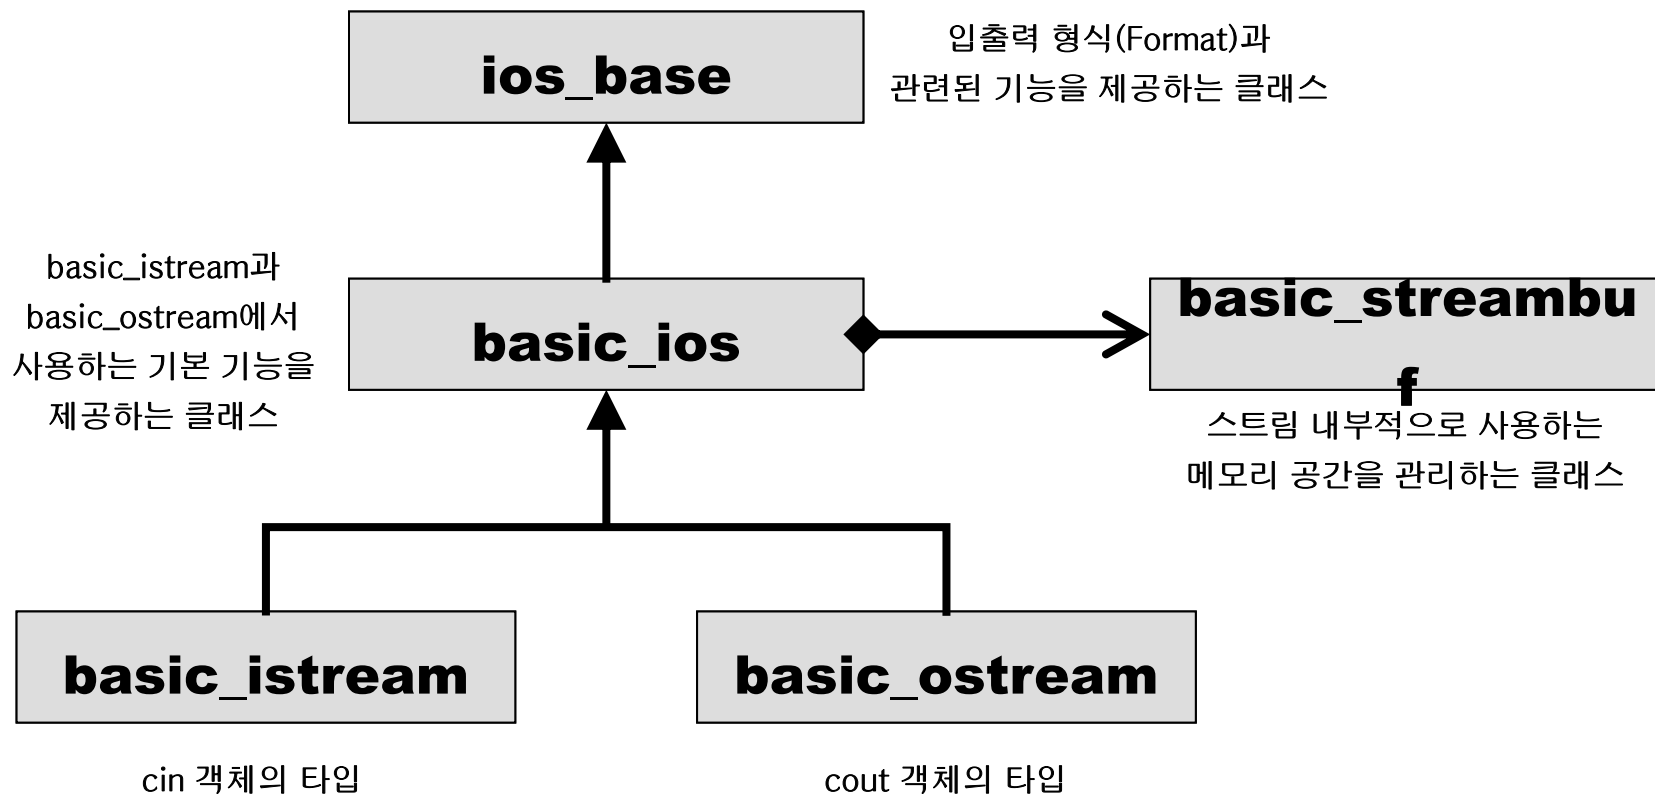 ios_base
입출력 형식(Format)과
관련된 기능을 제공하는 클래스
basic_istream과
basic_ostream에서
사용하는 기본 기능을
제공하는 클래스
basic_ios
basic_streambu
f
스트림 내부적으로 사용하는
메모리 공간을 관리하는 클래스
basic_istream
basic_ostream
cin 객체의 타입
cout 객체의 타입